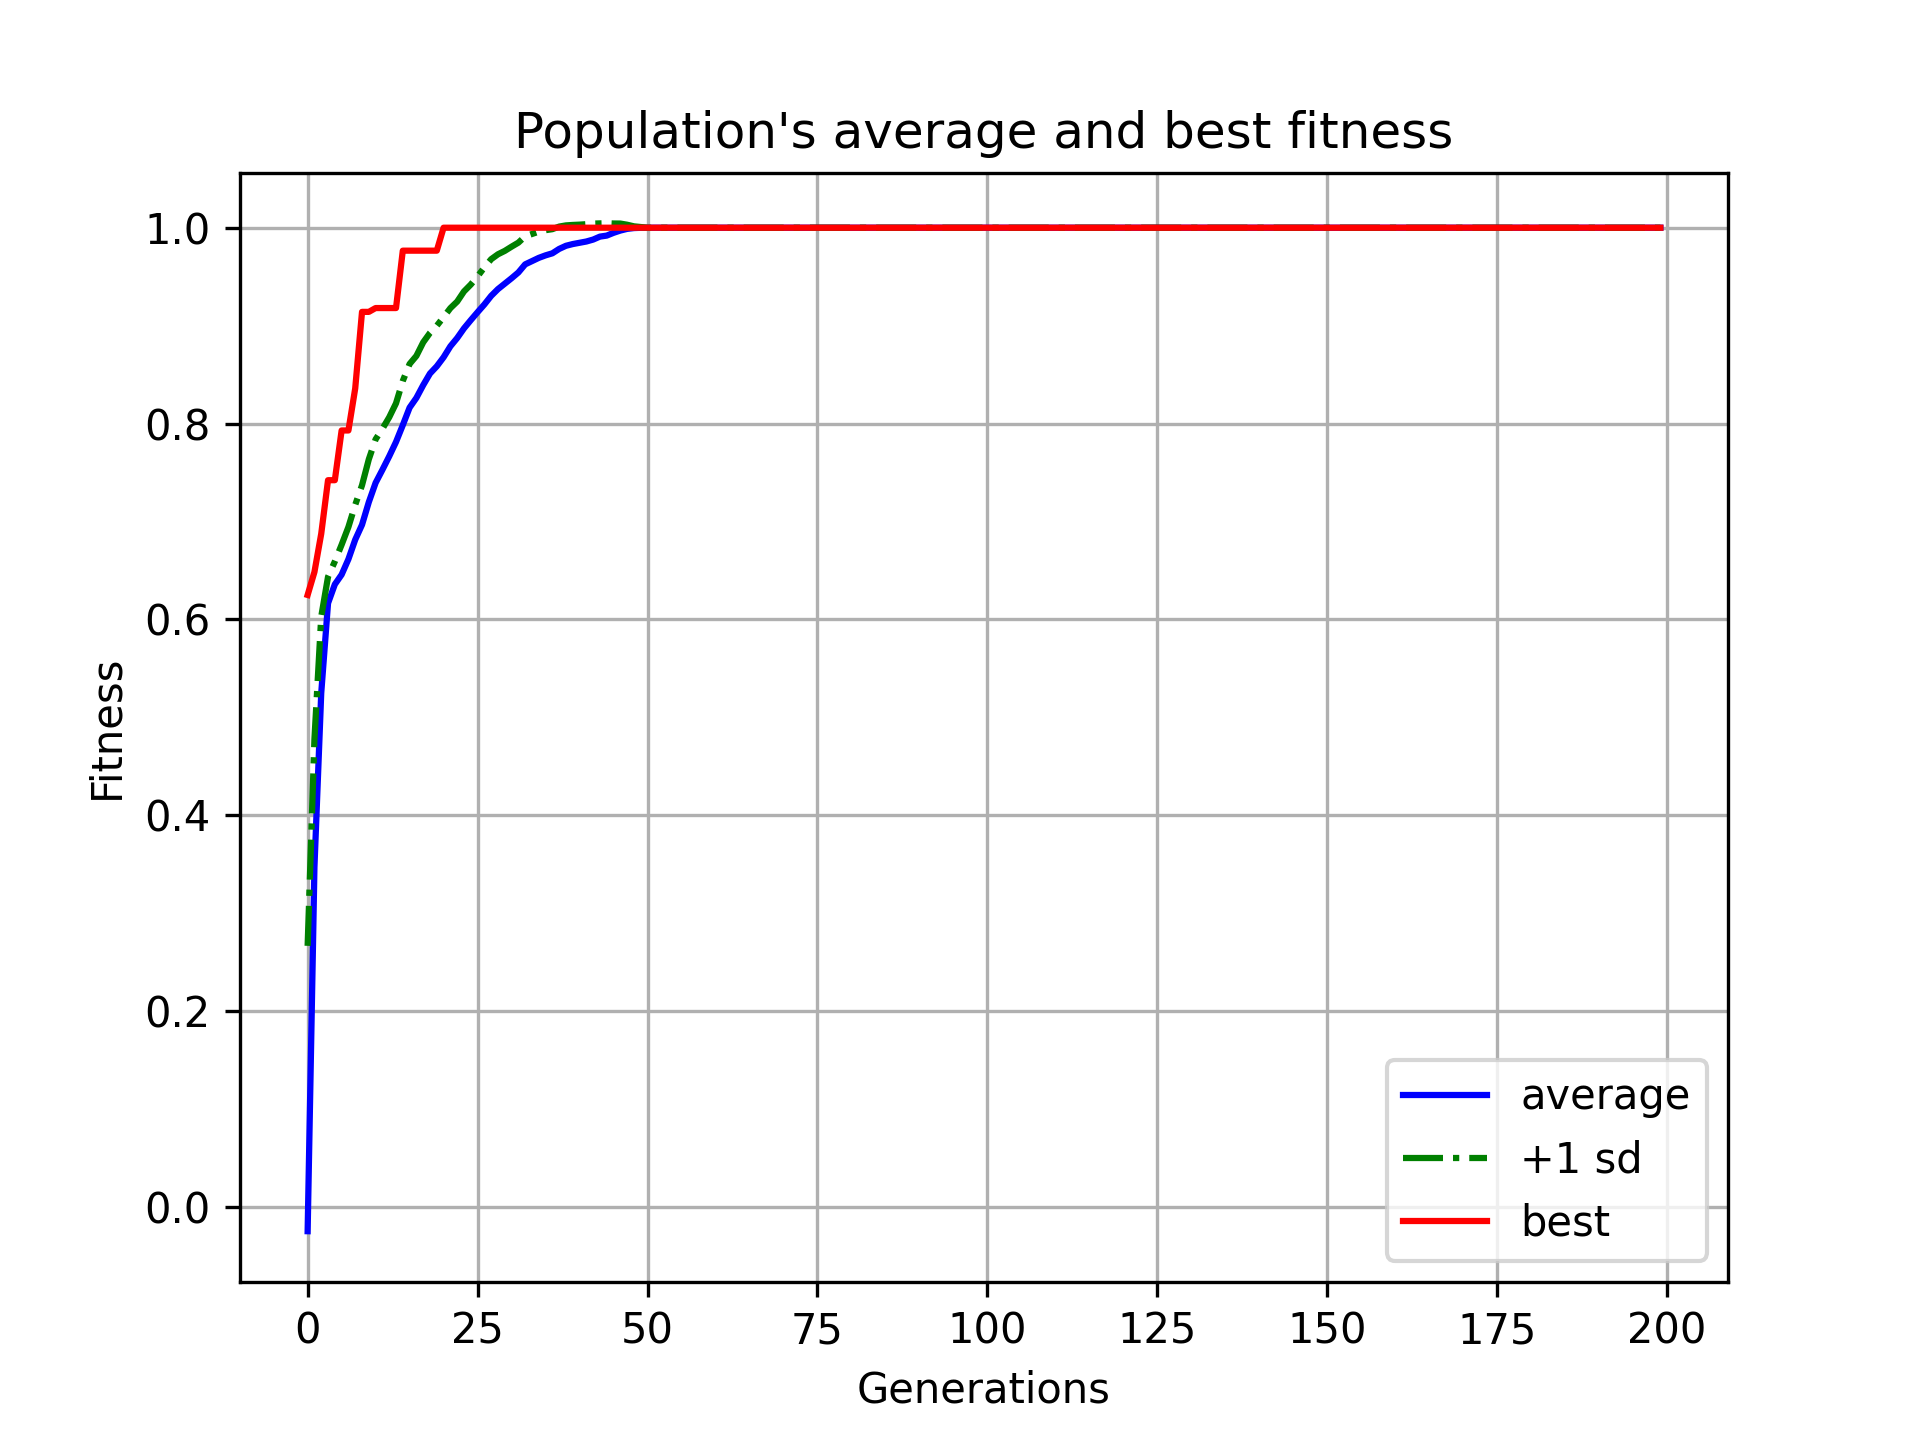 Population's average and best fitness
1.0
0.8
0.6
0.4
0.2
0.0
Fitness
0 25 50 75 100 125 150 175 200
Generations
average
+1 sd
best